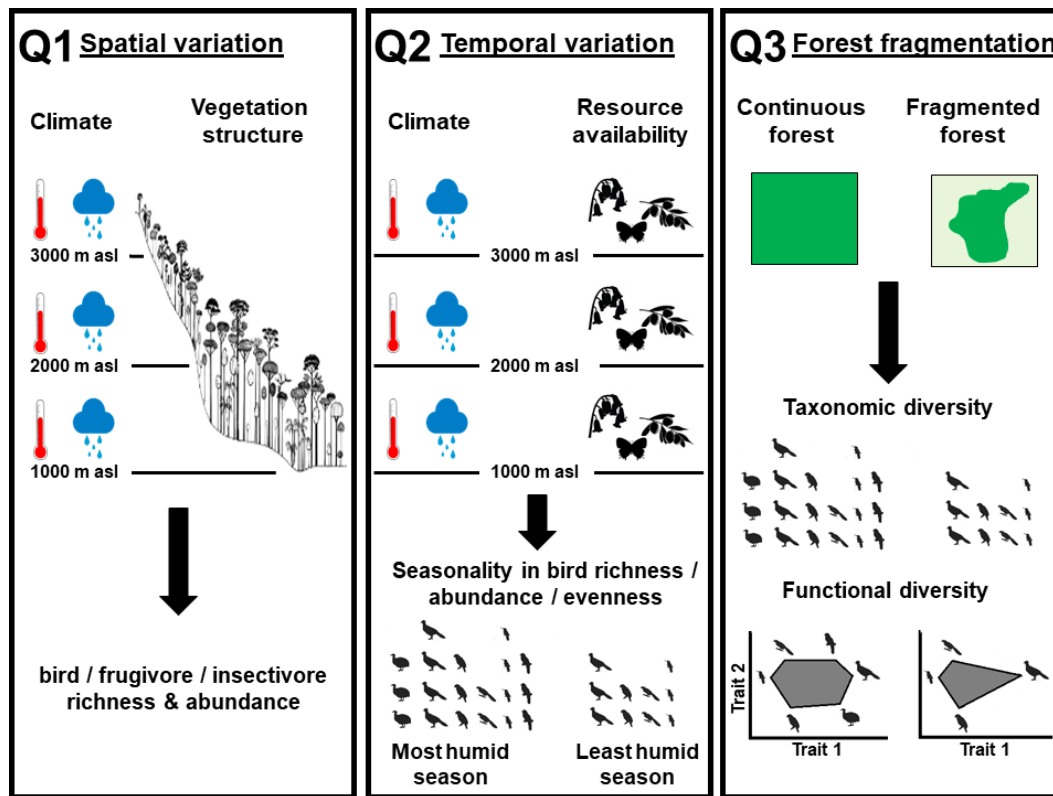 Q1 Spatial variation
Climate
Vegetation
structure
3000 m asl
2000 m asl
1000 m asl
bird / frugivore / insectivore
richness & abundance
Q2 Temporal variation
Climate
Resource
availability
3000 m asl
2000 m asl
1000 m asl
Seasonality in bird richness /
abundance / evenness
Most humid
season
Least humid
season
Q3 Forest fragmentation
Continuous
forest
Fragmented
forest
Taxonomic diversity
Functional diversity
Trait 2
Trait 1
Trait 1